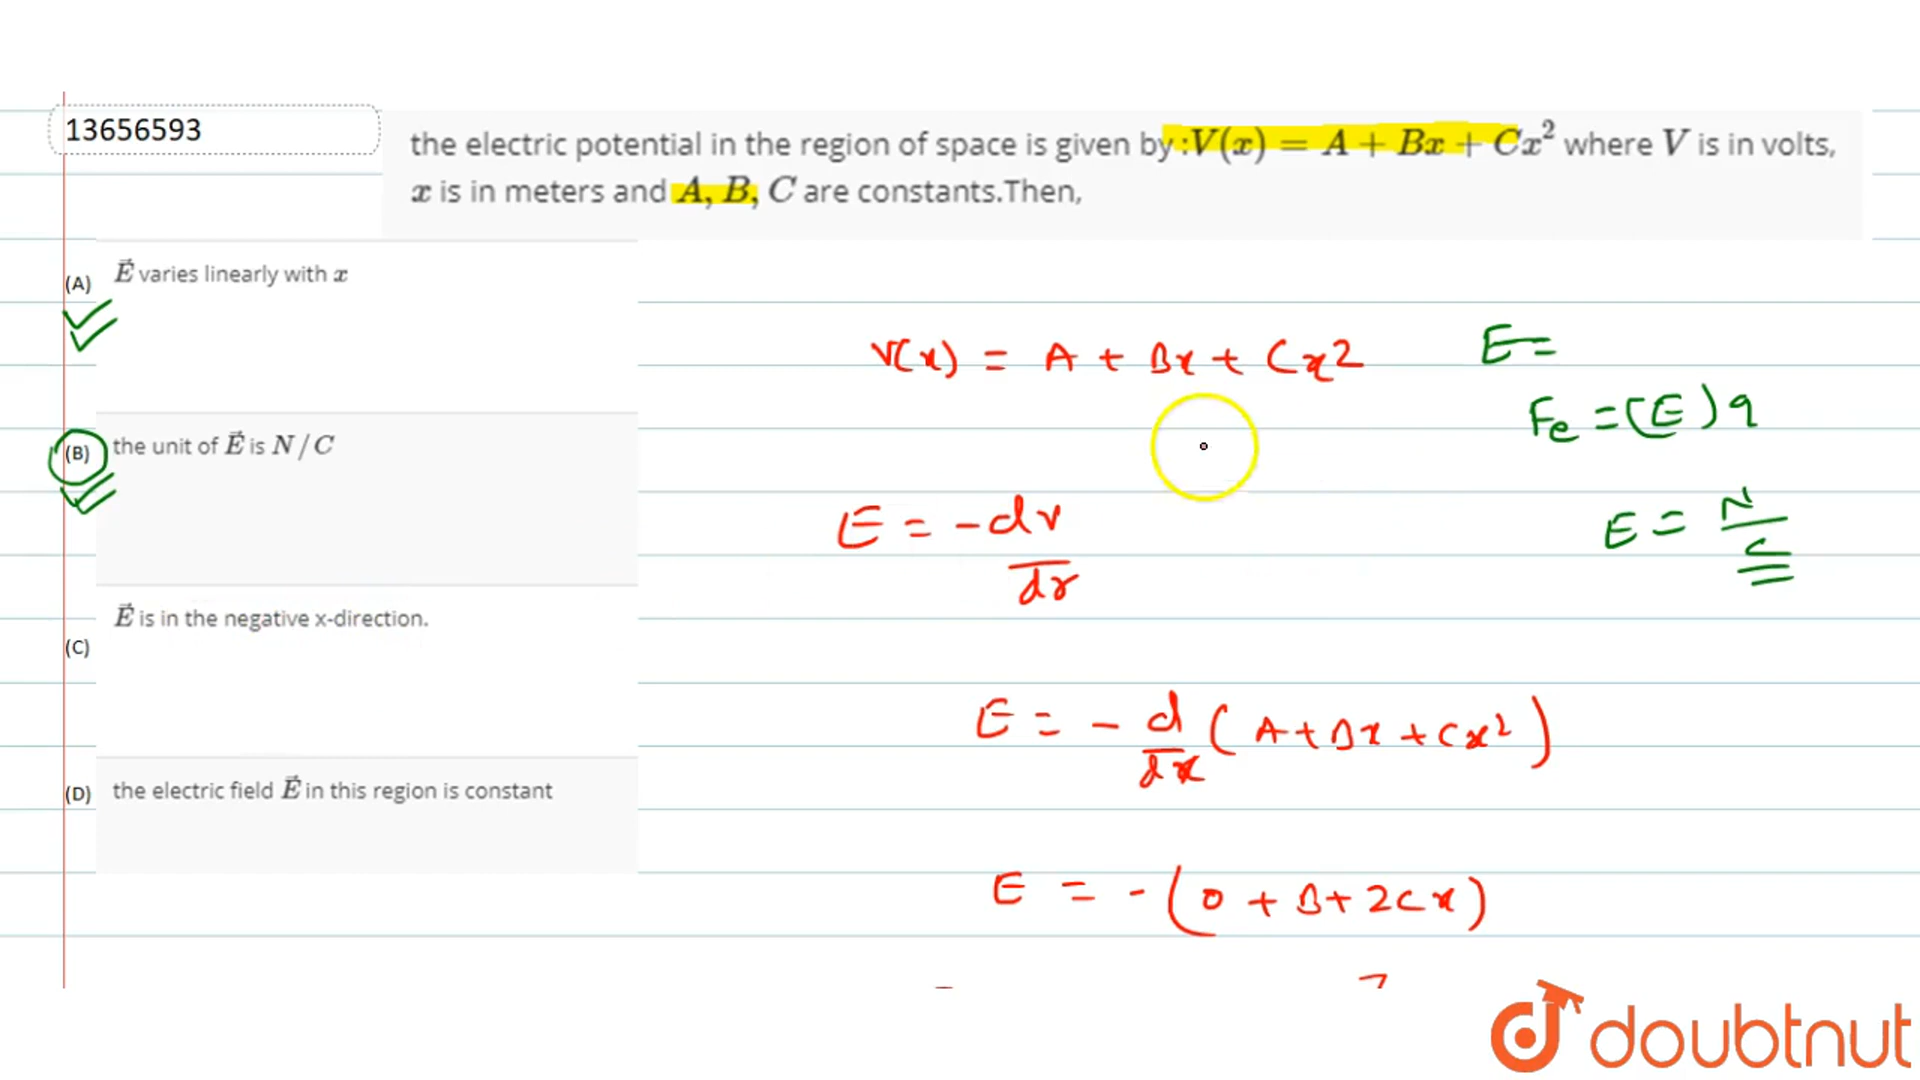 13656593
the electric potential in the region of space is given by :V(x) = A + Bx + Cx² where V is in volts,
x is in meters and A, B, C are constants.Then,
(A) E⃗ varies linearly with x
(B) the unit of E⃗ is N/C
(C) E⃗ is in the negative x-direction.
(D) the electric field E⃗ in this region is constant
V(x) = A + Bx + Cx2
E = -dv/dr
E = - d/dx (A+Bx+Cx²)
E = -(0 + B+ 2Cx)
E=
Fe = (E) q
E = N/C
doubtnut